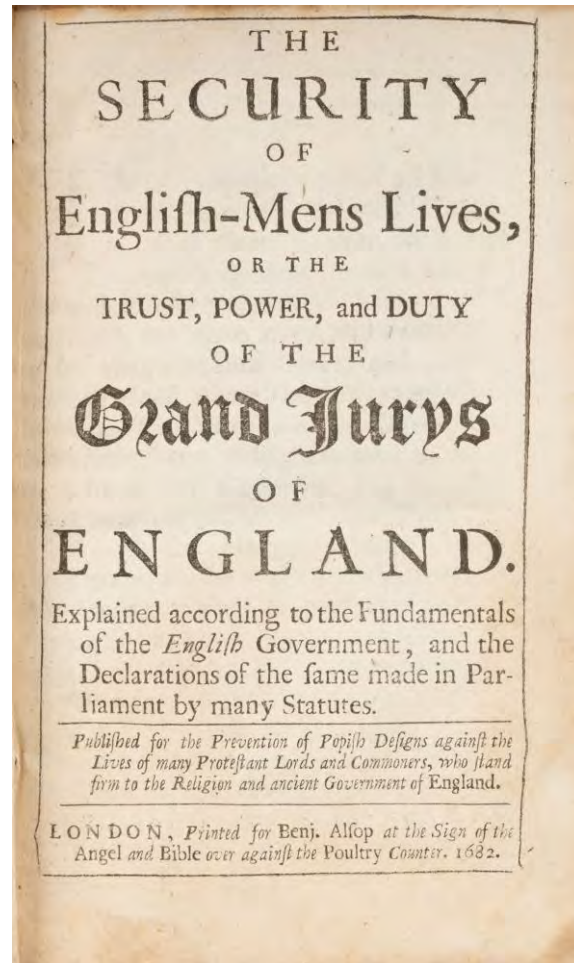 THE
SECURITY
OF
Engliſh-Mens Lives,
OR THE
TRUST, POWER, and DUTY
OF THE
Grand Jurys
OF
ENGLAND.
Explained according to the Fundamentals
of the Engliſh Government, and the
Declarations of the ſame made in Par-
liament by many Statutes.
Publiſhed for the Prevention of Popiſh Deſigns againſt the
Lives of many Proteſtant Lords and Commoners, who ſtand
firm to the Religion and ancient Government of England.
LONDON, Printed for Benj. Alſop at the Sign of the
Angel and Bible over againſt the Poultry Counter. 1682.